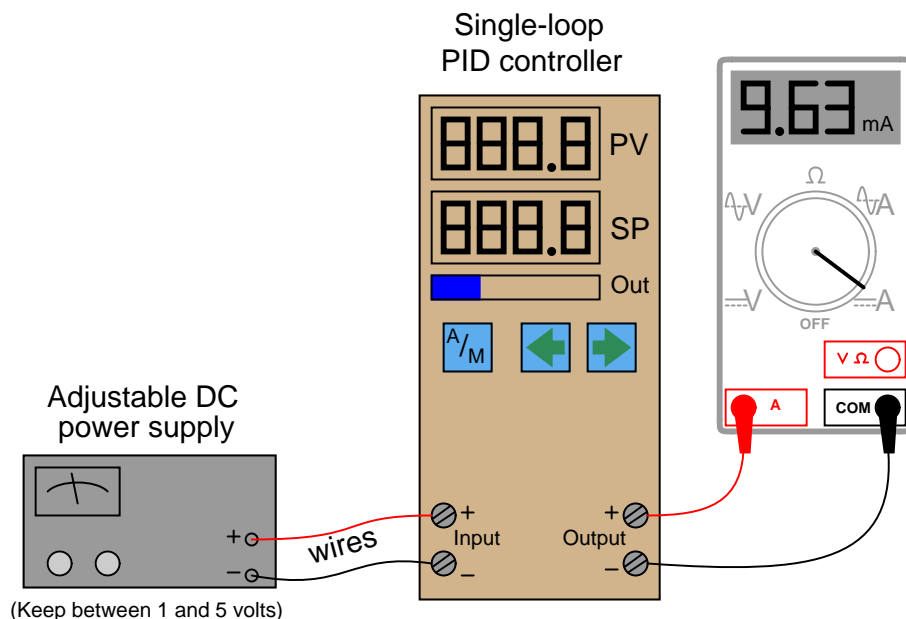 Single-loop
PID controller
9.63 mA
888.8 PV
888.8 SP
Out
A/M
Ω
V
A
V
A
OFF
V Ω
A
COM
Adjustable DC
power supply
+
−
wires
+
Input
−
+
Output
−
(Keep between 1 and 5 volts)